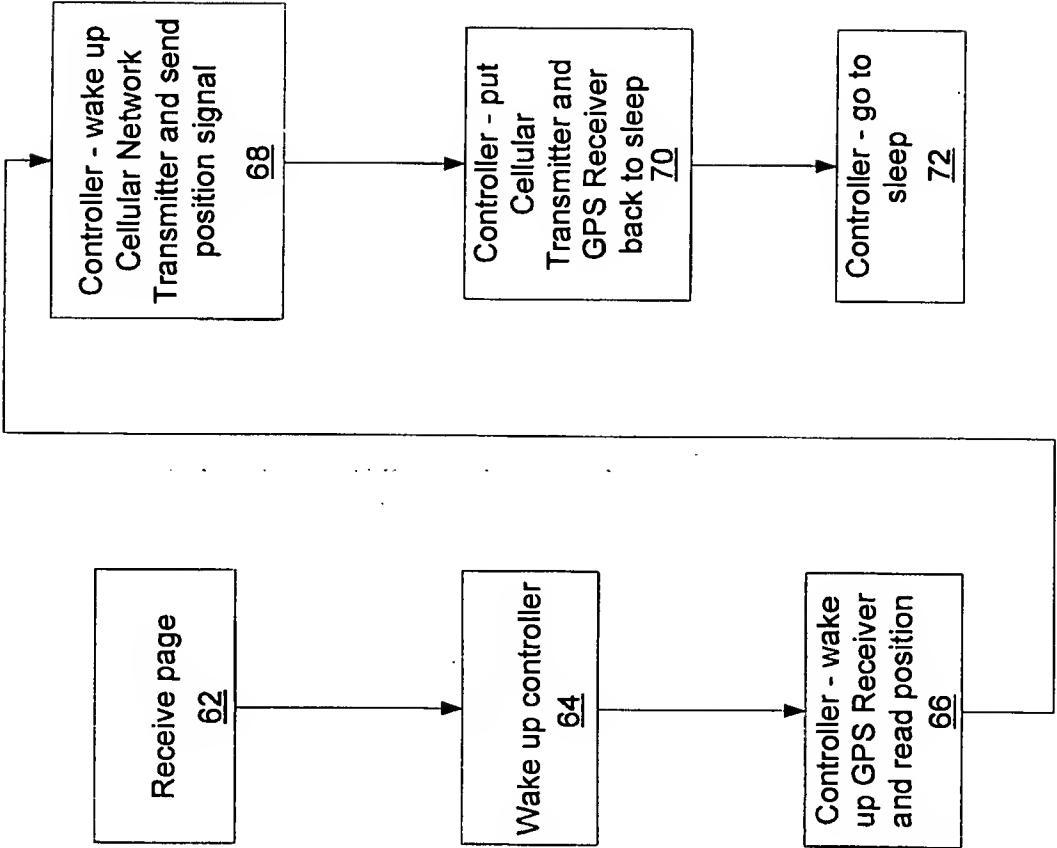 Receive page
62
Wake up controller
64
Controller - wake
up GPS Receiver
and read position
66
Controller - wake up
Cellular Network
Transmitter and send
position signal
68
Controller - put
Cellular
Transmitter and
GPS Receiver
back to sleep
70
Controller - go to
sleep
72